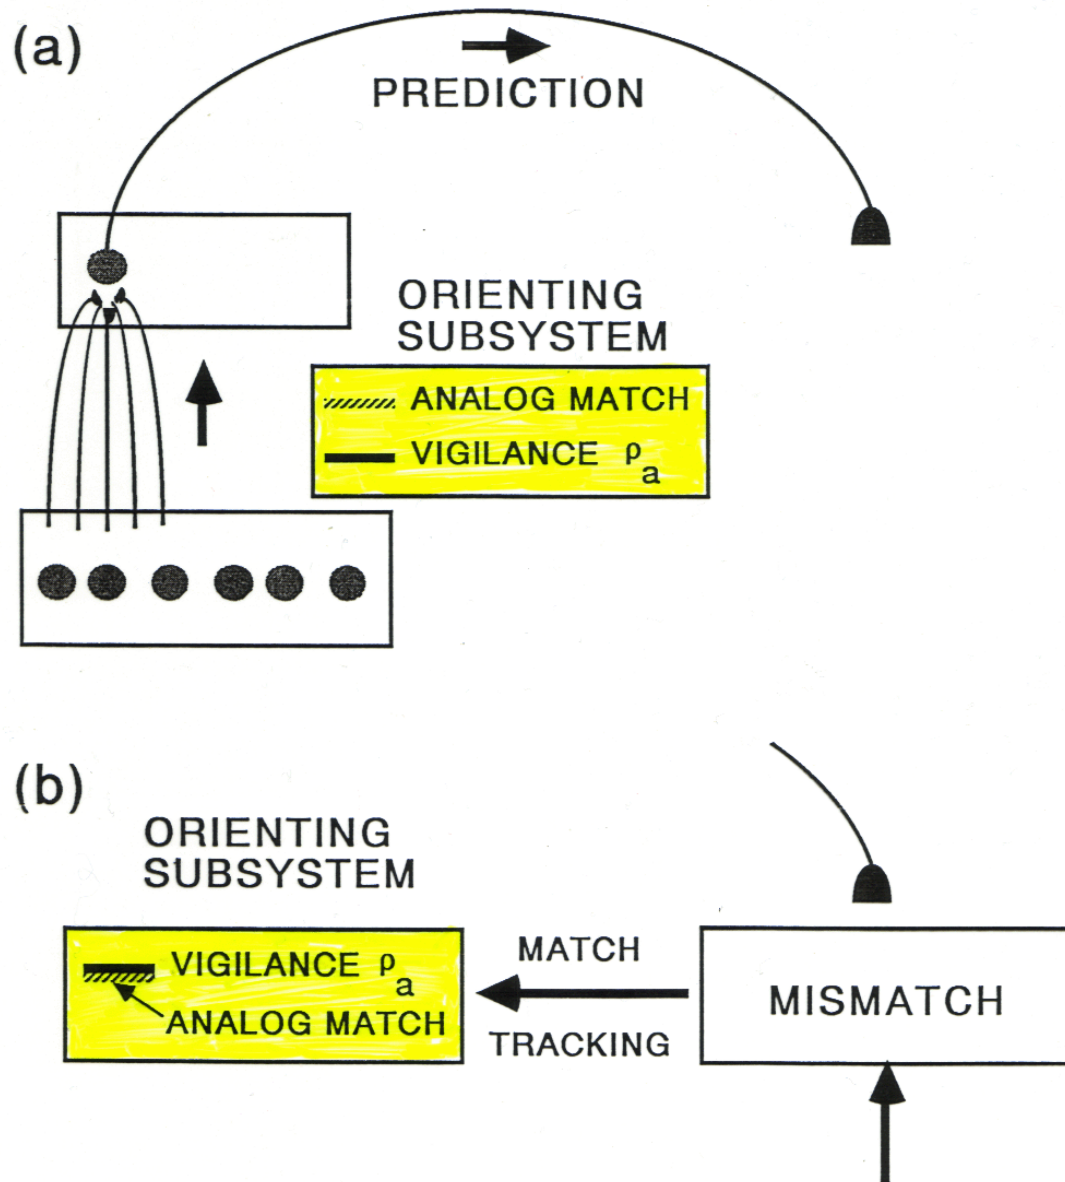 (a)
PREDICTION
ORIENTING
SUBSYSTEM
ANALOG MATCH
VIGILANCE ρa
(b)
ORIENTING
SUBSYSTEM
VIGILANCE ρa
ANALOG MATCH
MATCH
TRACKING
MISMATCH